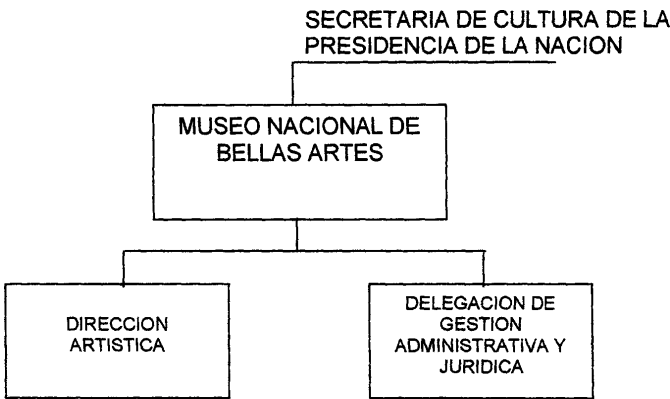 SECRETARIA DE CULTURA DE LA
PRESIDENCIA DE LA NACION
MUSEO NACIONAL DE
BELLAS ARTES
DIRECCION
ARTISTICA
DELEGACION DE
GESTION
ADMINISTRATIVA Y
JURIDICA